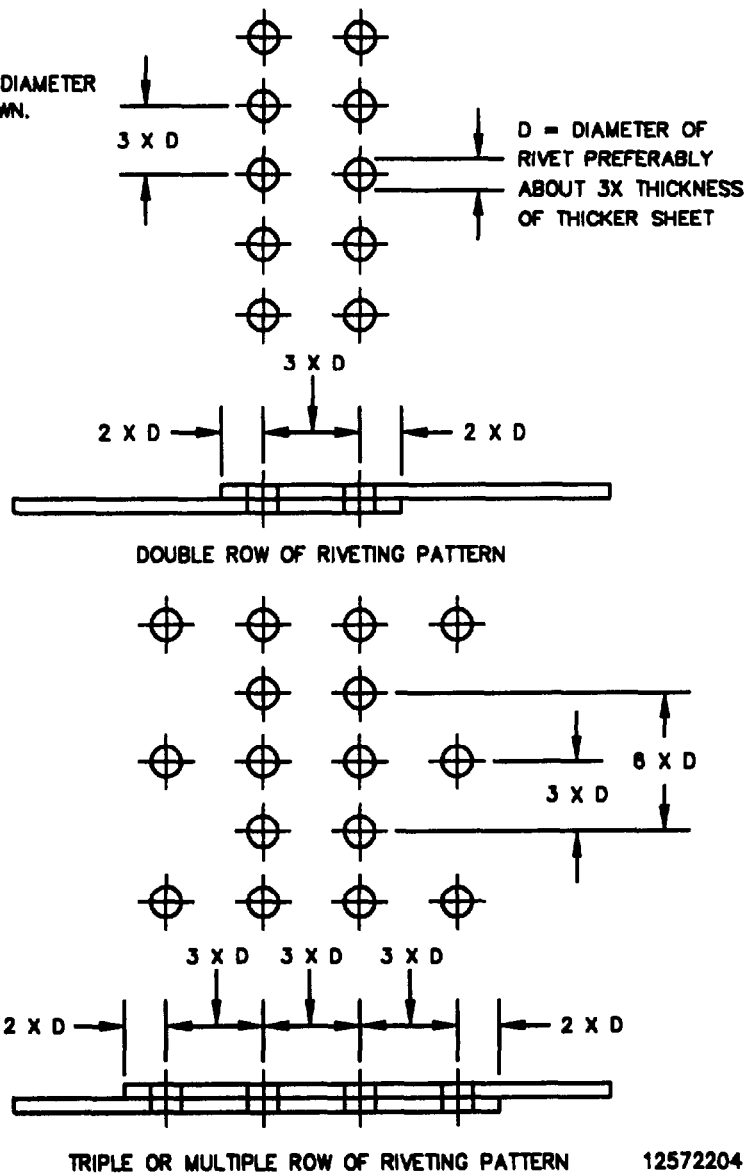 DIAMETER
WN.
3 X D
D = DIAMETER OF
RIVET PREFERABLY
ABOUT 3X THICKNESS
OF THICKER SHEET
3 X D
2 X D
2 X D
DOUBLE ROW OF RIVETING PATTERN
6 X D
3 X D
3 X D 3 X D 3 X D
2 X D
2 X D
TRIPLE OR MULTIPLE ROW OF RIVETING PATTERN 12572204